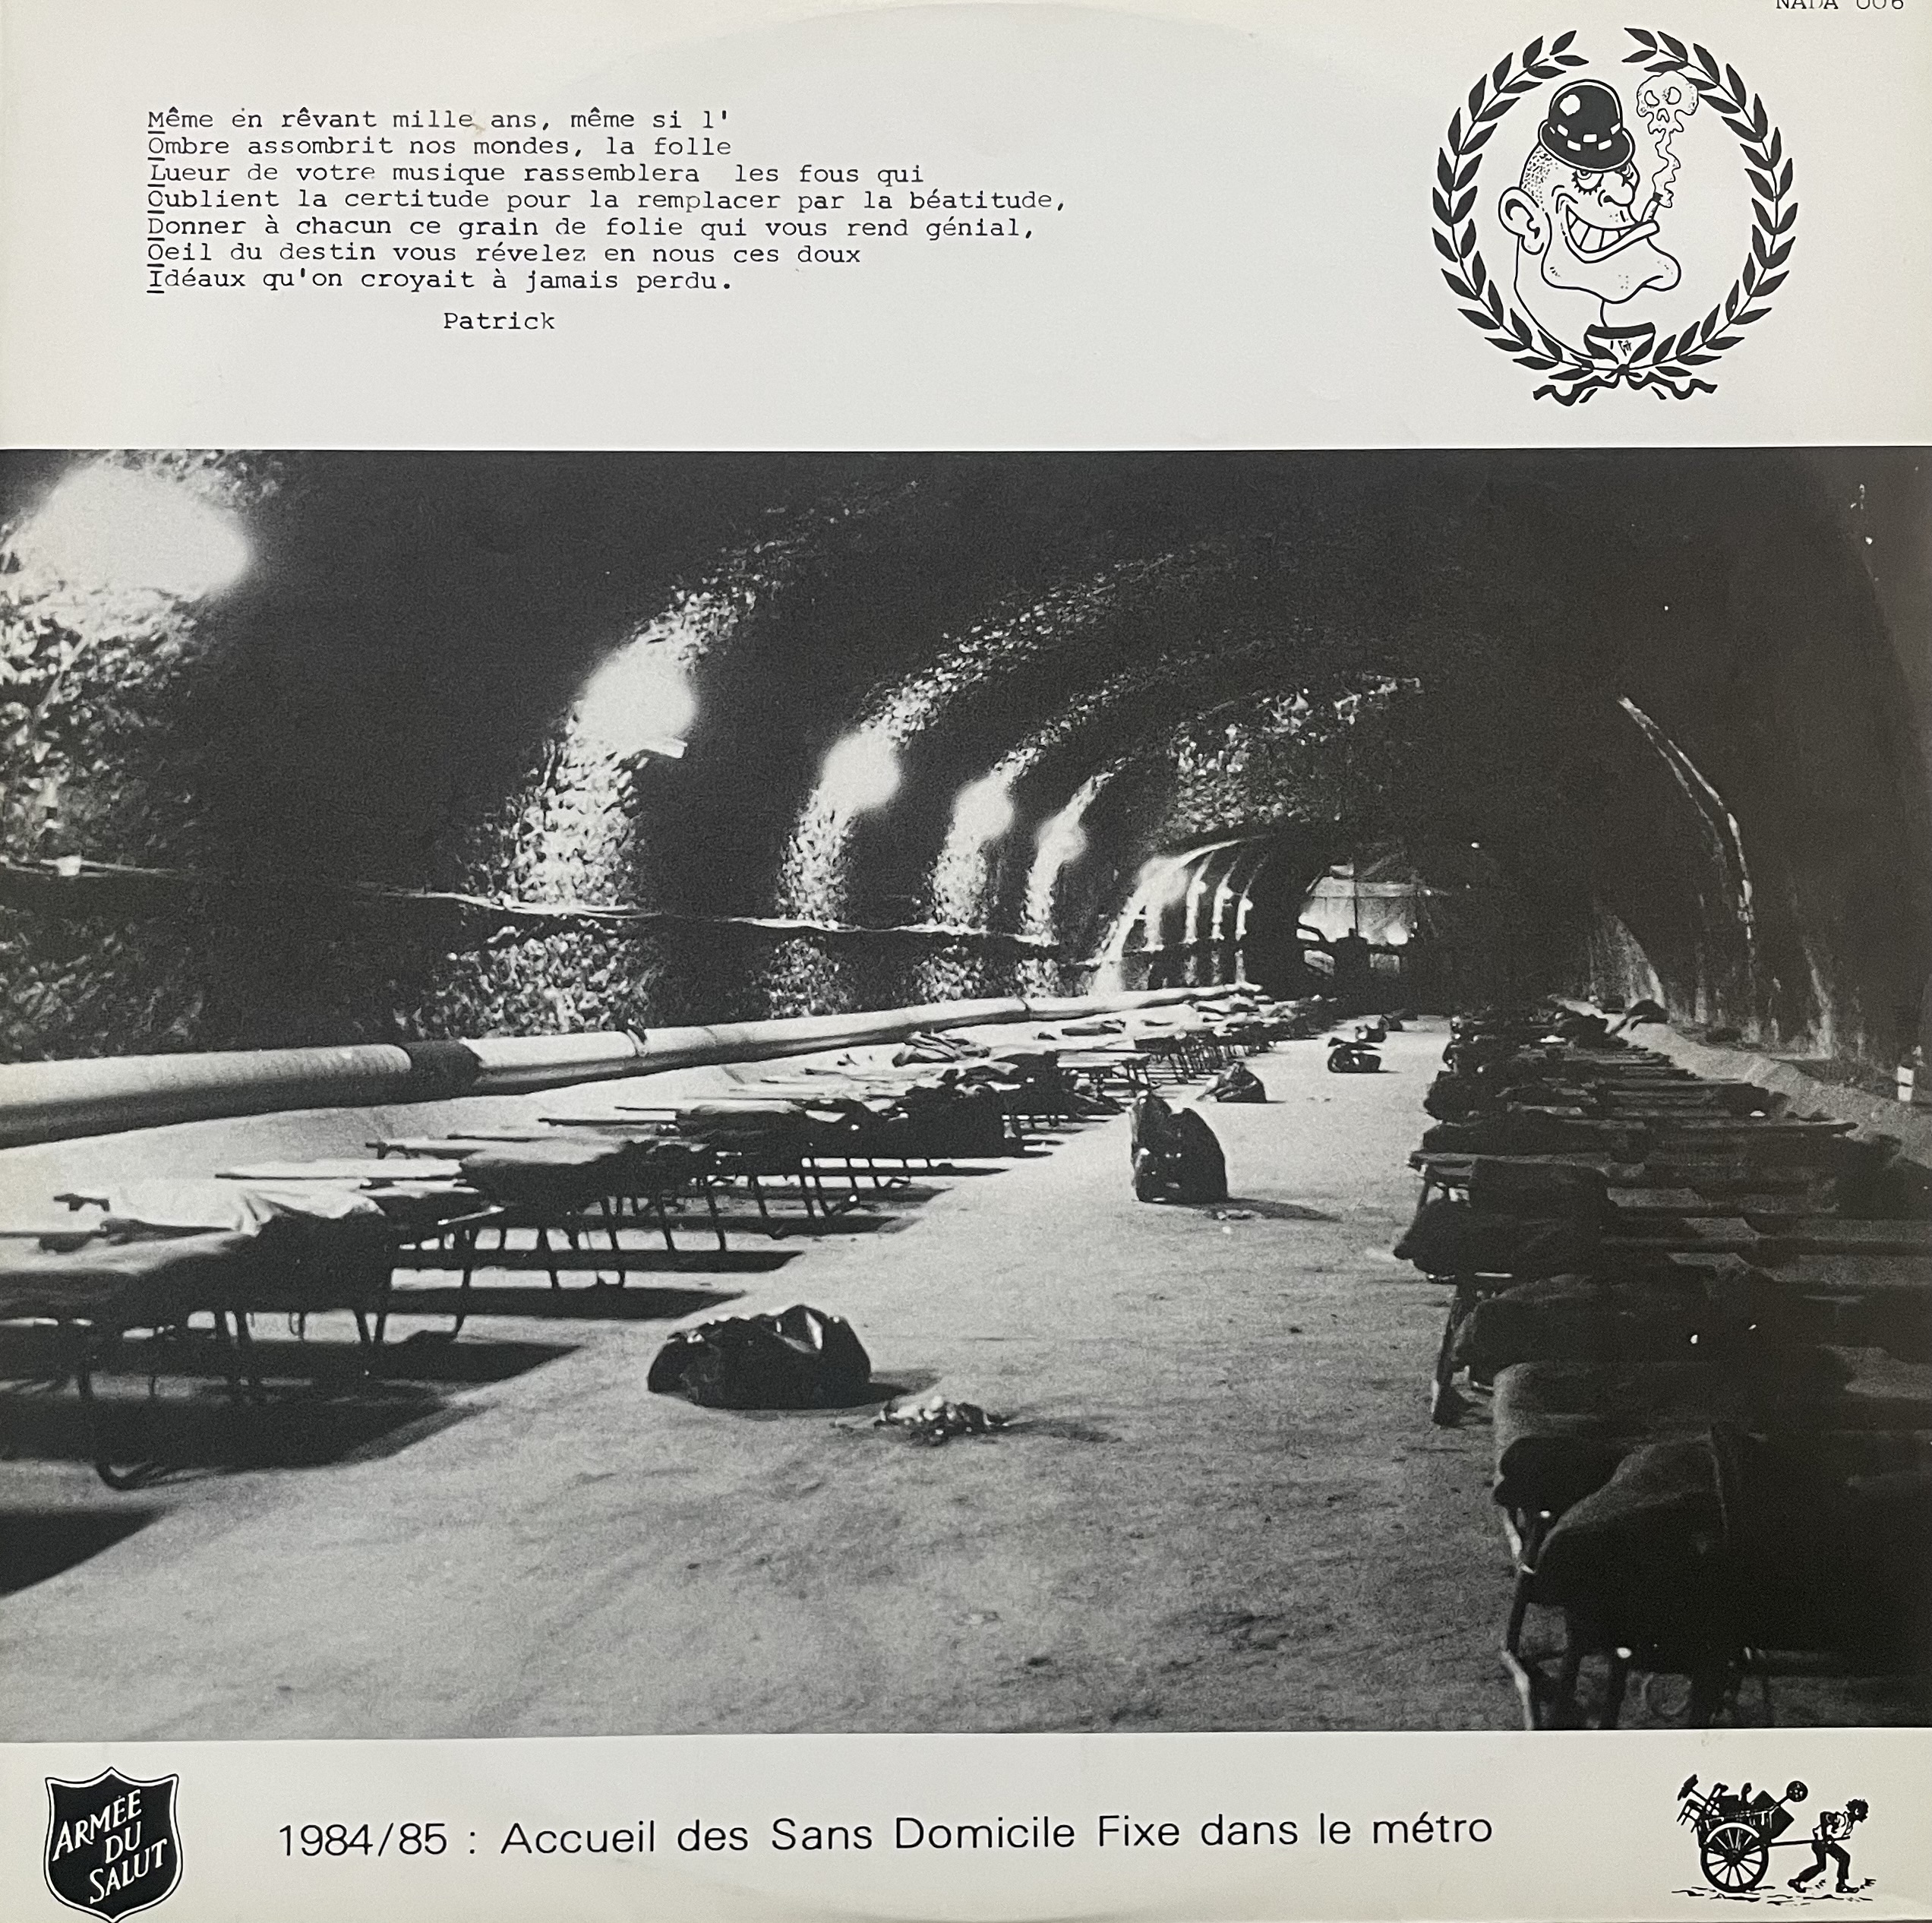 NADA 006
Même en rêvant mille ans, même si l'
Ombre assombrit nos mondes, la folle
Lueur de votre musique rassemblera les fous qui
Oublient la certitude pour la remplacer par la béatitude,
Donner à chacun ce grain de folie qui vous rend génial,
Oeil du destin vous révelez en nous ces doux
Idéaux qu'on croyait à jamais perdu.
Patrick
ARMÉE
DU
SALUT
1984/85 : Accueil des Sans Domicile Fixe dans le métro